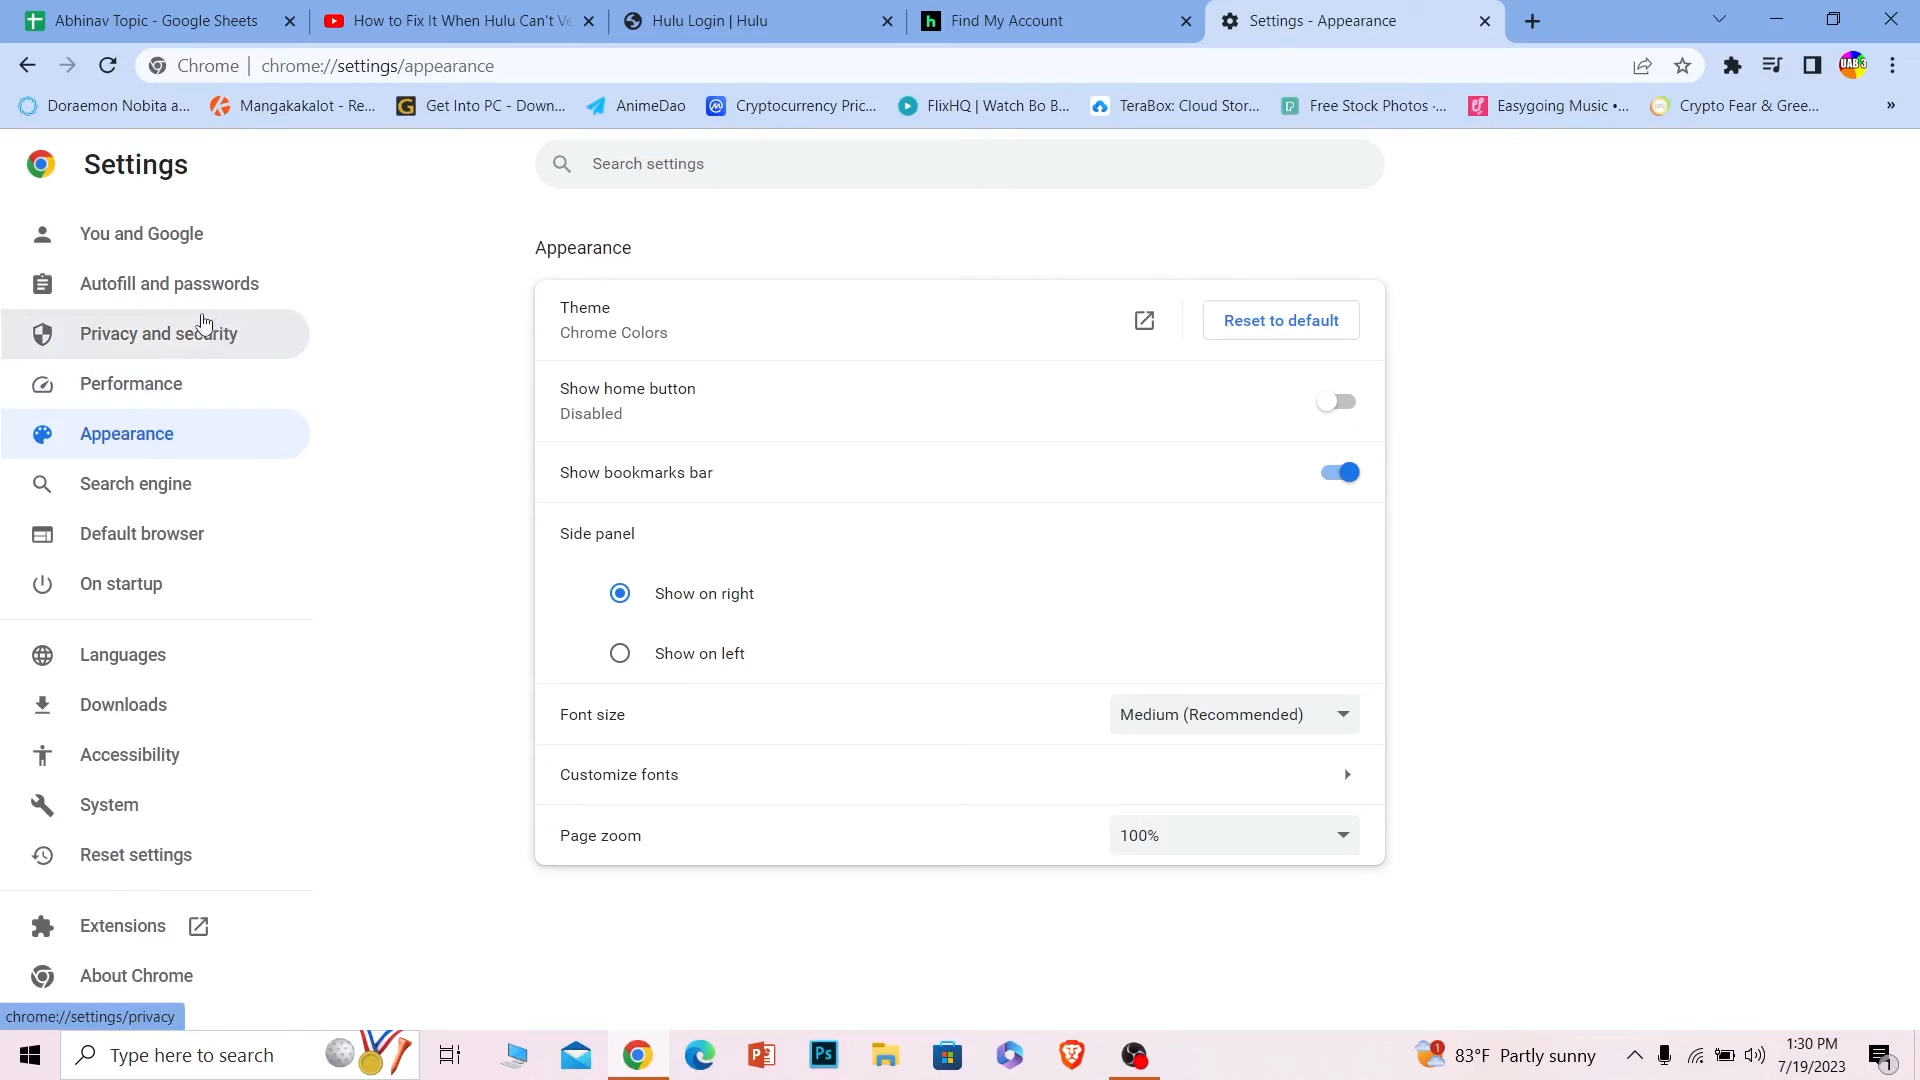 Abhinav Topic - Google Sheets
How to Fix It When Hulu Can't Ve
Hulu Login | Hulu
Find My Account
Settings - Appearance
Chrome | chrome://settings/appearance
UAB 3
Doraemon Nobita a...
Mangakakalot - Re...
Get Into PC - Down...
AnimeDao
Cryptocurrency Pric...
FlixHQ | Watch Bo B...
TeraBox: Cloud Stor...
Free Stock Photos ·...
Easygoing Music •...
Crypto Fear & Gree...
»
Settings
Search settings
You and Google
Autofill and passwords
Privacy and security
Performance
Appearance
Search engine
Default browser
On startup
Languages
Downloads
Accessibility
System
Reset settings
Extensions
About Chrome
Appearance
Theme
Chrome Colors
Reset to default
Show home button
Disabled
Show bookmarks bar
Side panel
Show on right
Show on left
Font size
Medium (Recommended)
Customize fonts
Page zoom
100%
chrome://settings/privacy
Type here to search
Ps
83°F Partly sunny
1:30 PM
7/19/2023
1